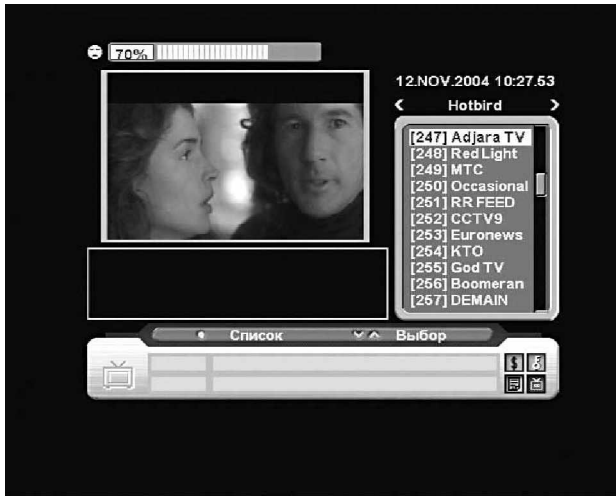 70%
12.NOV.2004 10:27.53
Hotbird
[247] Adjara TV
[248] Red Light
[249] MTC
[250] Occasional
[251] RR FEED
[252] CCTV9
[253] Euronews
[254] KTO
[255] God TV
[256] Boomeran
[257] DEMAIN
Список Выбор